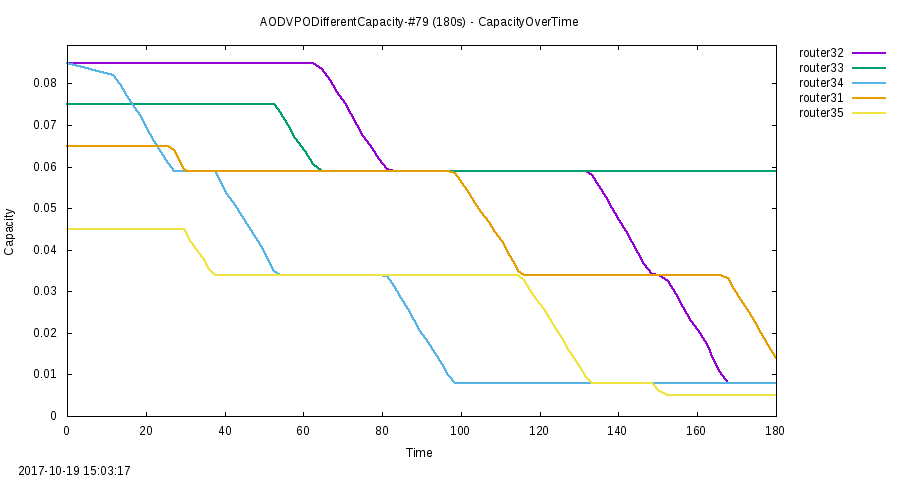 AODVPODifferentCapacity-#79 (180s) - CapacityOverTime
router32
router33
router34
router31
router35
0.08
0.07
0.06
0.05
0.04
0.03
0.02
0.01
0
Capacity
0 20 40 60 80 100 120 140 160 180
Time
2017-10-19 15:03:17